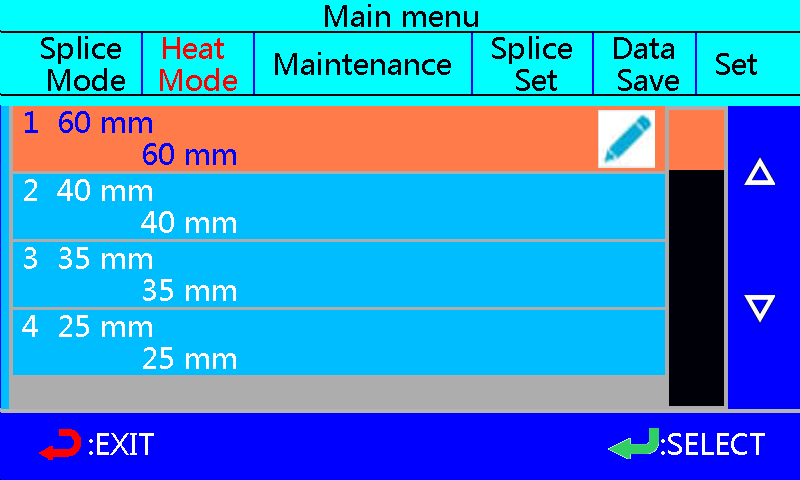 Main menu
Splice Mode
Heat Mode
Maintenance
Splice Set
Data Save
Set
1 60 mm
60 mm
2 40 mm
40 mm
3 35 mm
35 mm
4 25 mm
25 mm
:EXIT
:SELECT